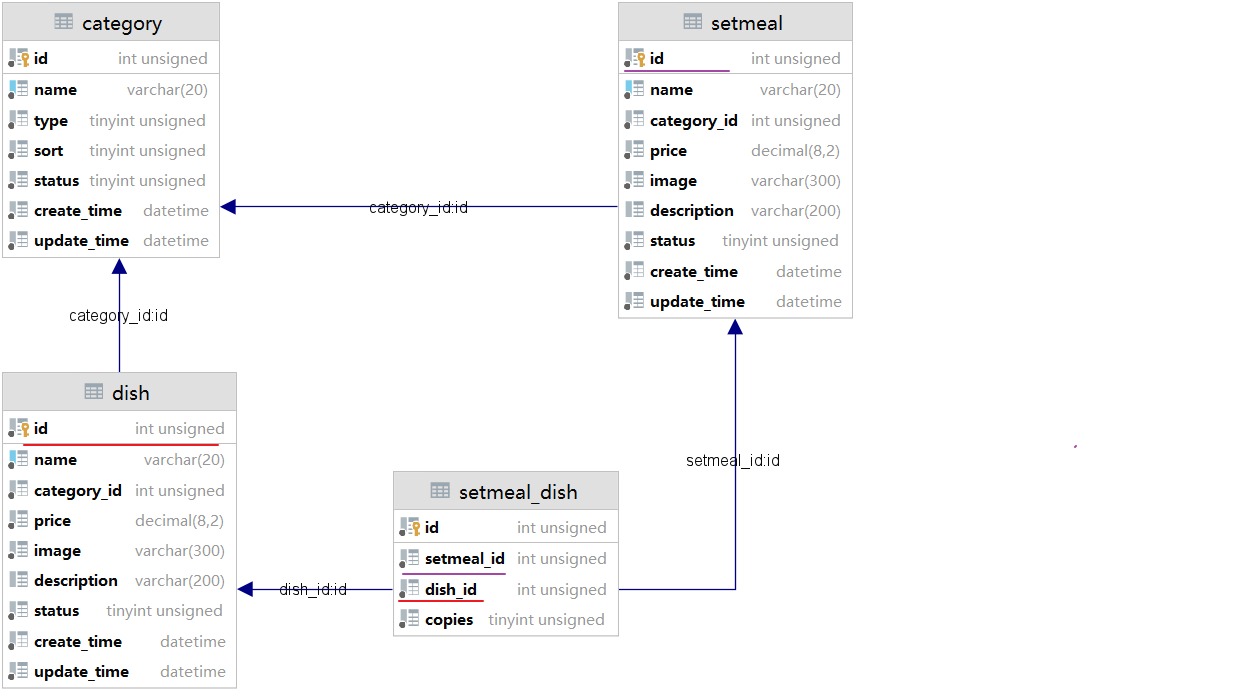 category
id int unsigned
name varchar(20)
type tinyint unsigned
sort tinyint unsigned
status tinyint unsigned
create_time datetime
update_time datetime
setmeal
id int unsigned
name varchar(20)
category_id int unsigned
price decimal(8,2)
image varchar(300)
description varchar(200)
status tinyint unsigned
create_time datetime
update_time datetime
category_id:id
category_id:id
dish
id int unsigned
name varchar(20)
category_id int unsigned
price decimal(8,2)
image varchar(300)
description varchar(200)
status tinyint unsigned
create_time datetime
update_time datetime
setmeal_id:id
setmeal_dish
id int unsigned
setmeal_id int unsigned
dish_id int unsigned
copies tinyint unsigned
dish_id:id